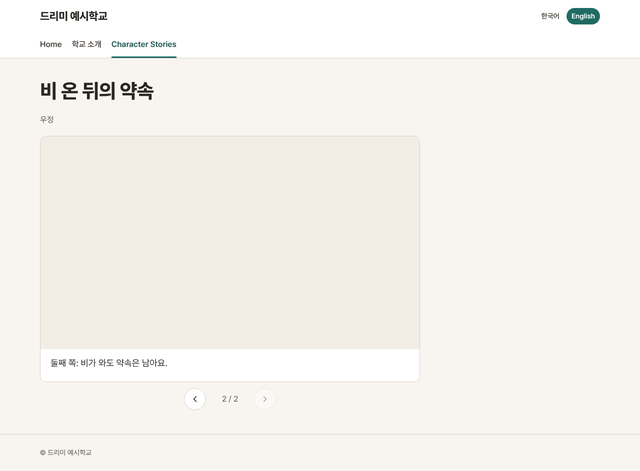 드리미 예시학교
한국어 English
Home 학교 소개 Character Stories
비 온 뒤의 약속
우정
둘째 쪽: 비가 와도 약속은 남아요.
2 / 2
© 드리미 예시학교